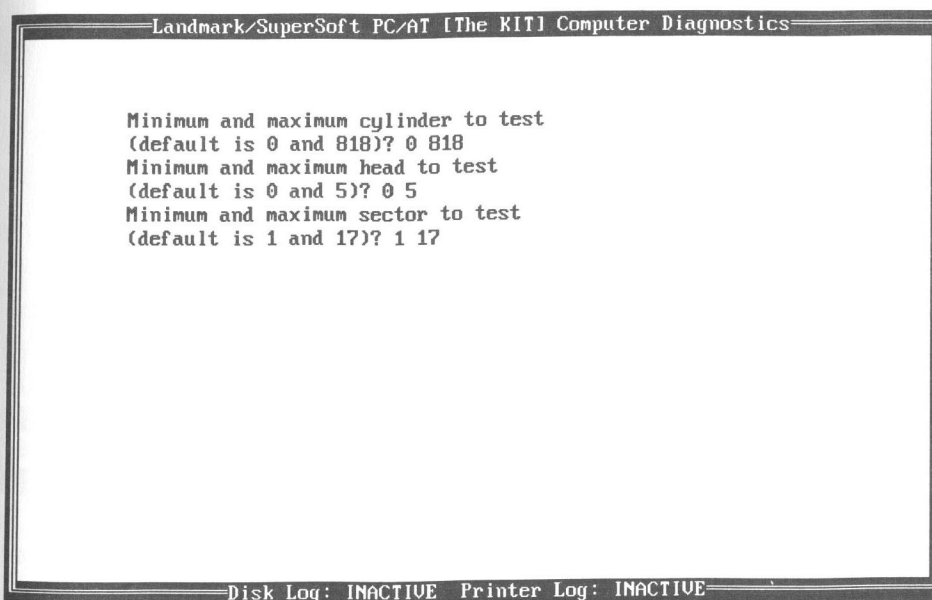 Landmark/SuperSoft PC/AT [The KIT] Computer Diagnostics
Minimum and maximum cylinder to test
(default is 0 and 818)? 0 818
Minimum and maximum head to test
(default is 0 and 5)? 0 5
Minimum and maximum sector to test
(default is 1 and 17)? 1 17
Disk Log: INACTIVE Printer Log: INACTIVE